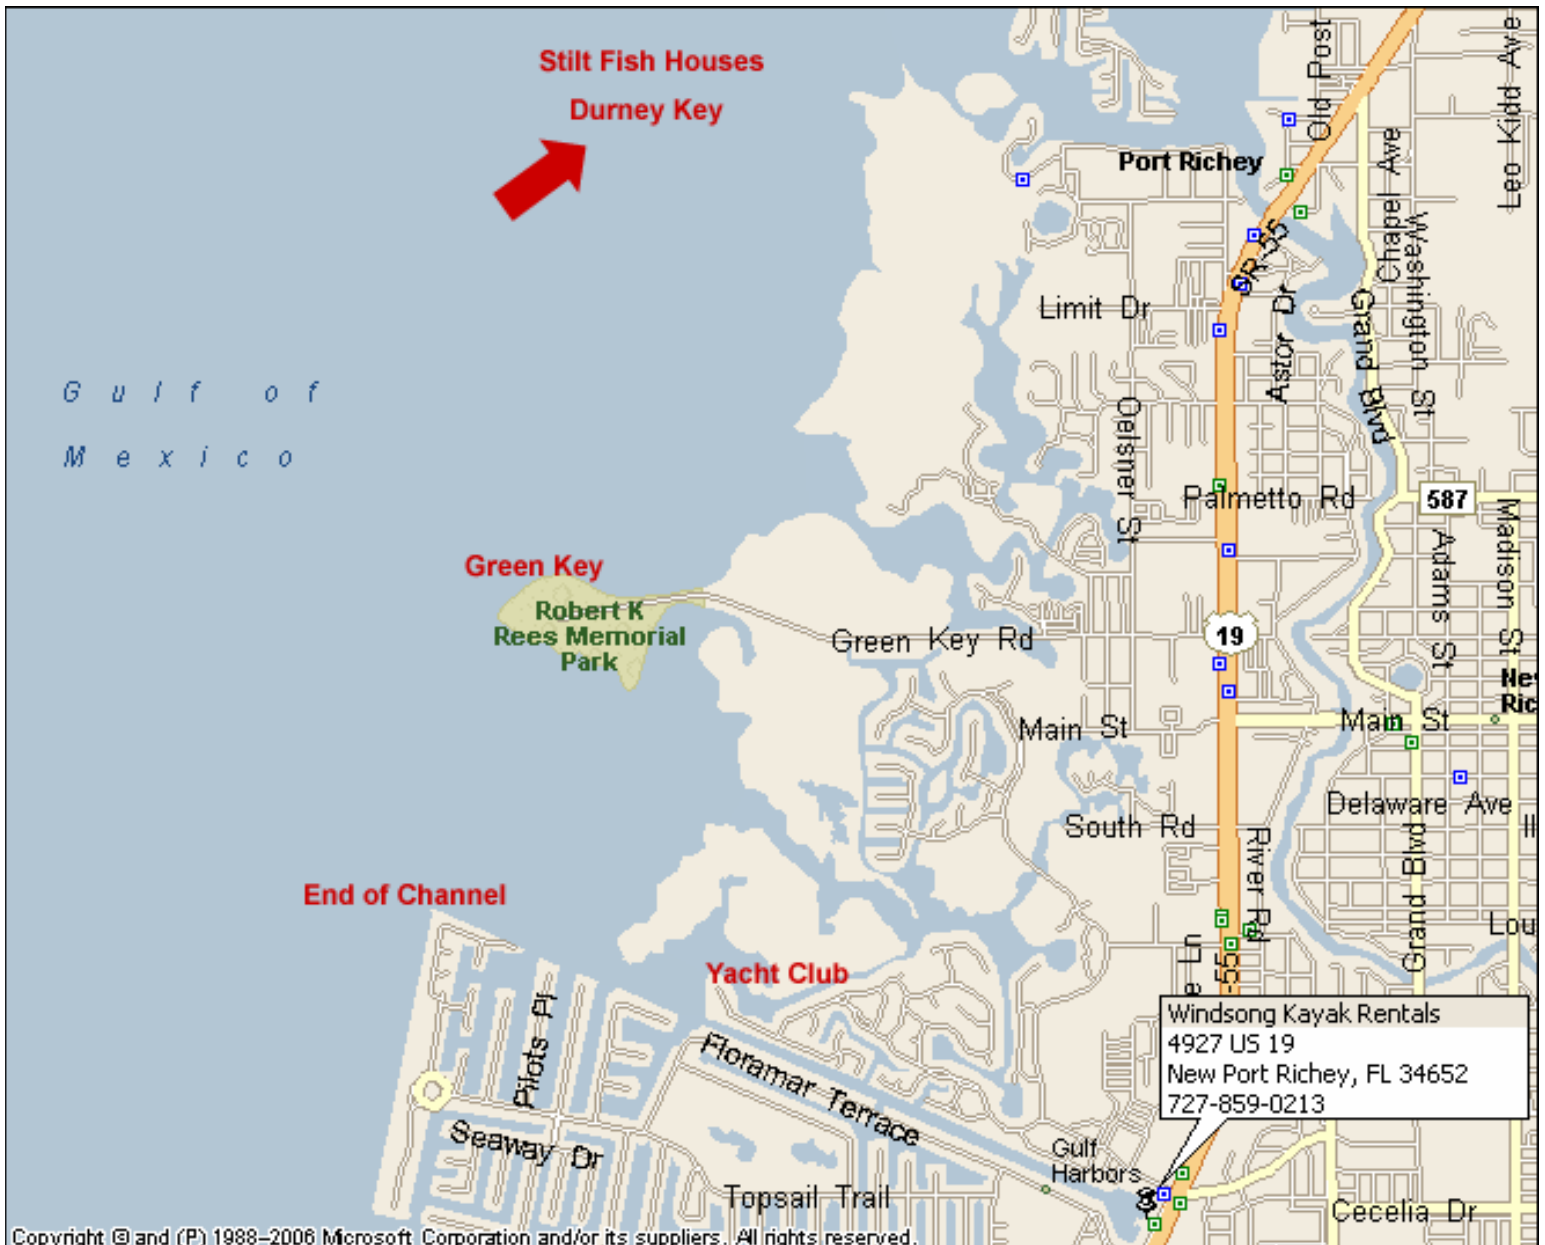 Stilt Fish Houses
Durney Key
Old Post
Leo Kidd Ave
Port Richey
Chapel Ave
Washington St
SR-55
Limit Dr
Astor Dr
Grand Blvd
Gulf of
Mexico
Oelsner St
Palmetto Rd
587
Madison St
Adams St
Green Key
Robert K
Rees Memorial
Park
Green Key Rd
19
Main St
Main St
Delaware Ave
South Rd
River Rd
Grand Blvd
End of Channel
Yacht Club
Pilots Pl
Floramar Terrace
Seaway Dr
Topsail Trail
Gulf
Harbors
Windsong Kayak Rentals
4927 US 19
New Port Richey, FL 34652
727-859-0213
Cecelia Dr
Copyright © and (P) 1988–2006 Microsoft Corporation and/or its suppliers. All rights reserved.